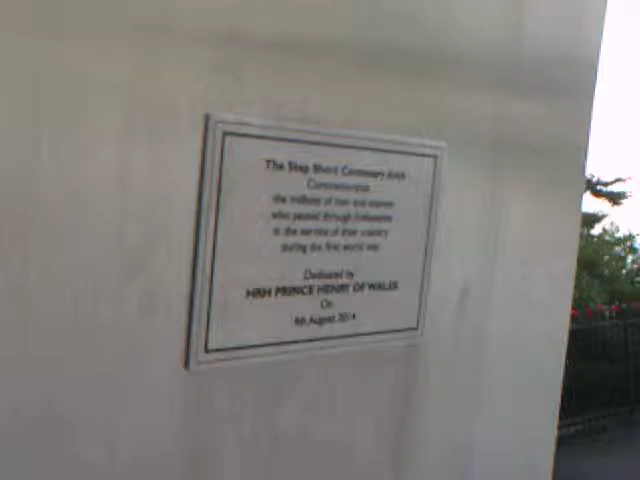 The Step Short Centenary Arch
Commemorates
the millions of men and women
who passed through Folkestone
in the service of their country
during the first world war
Dedicated by
HRH PRINCE HENRY OF WALES
On
4th August 2014